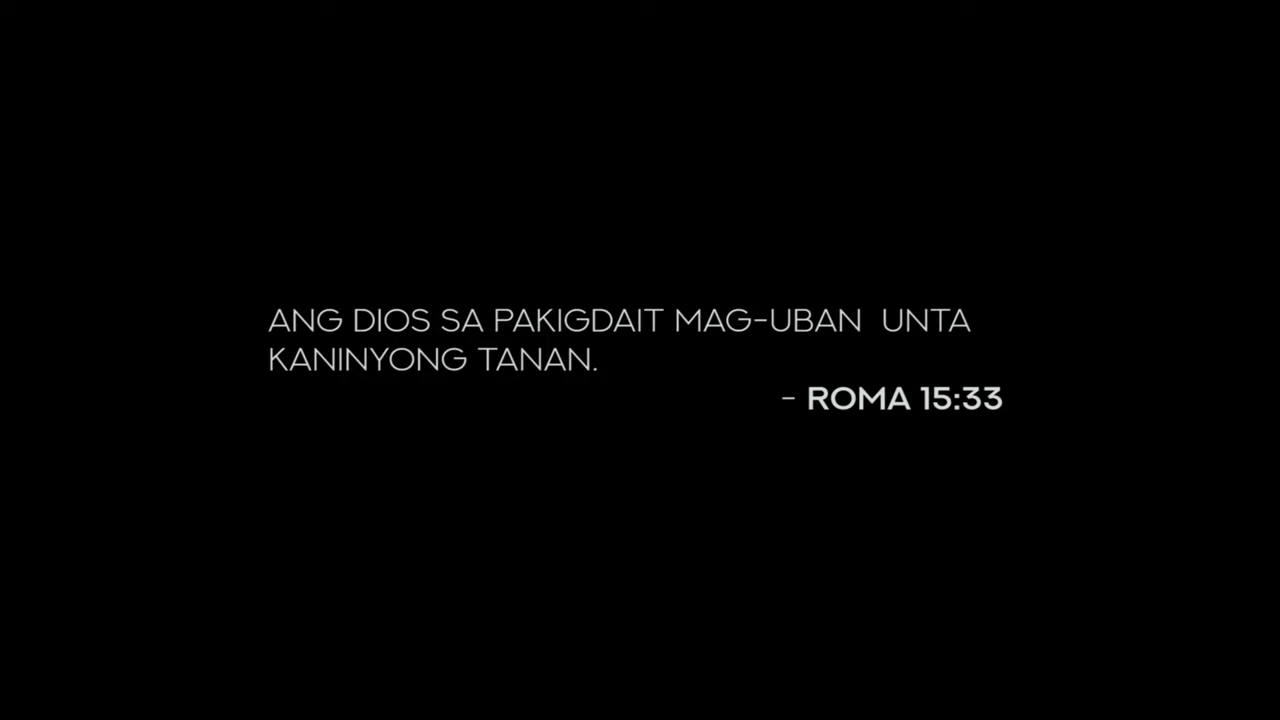 ANG DIOS SA PAKIGDAIT MAG-UBAN  UNTA
KANINYONG TANAN.
- ROMA 15:33